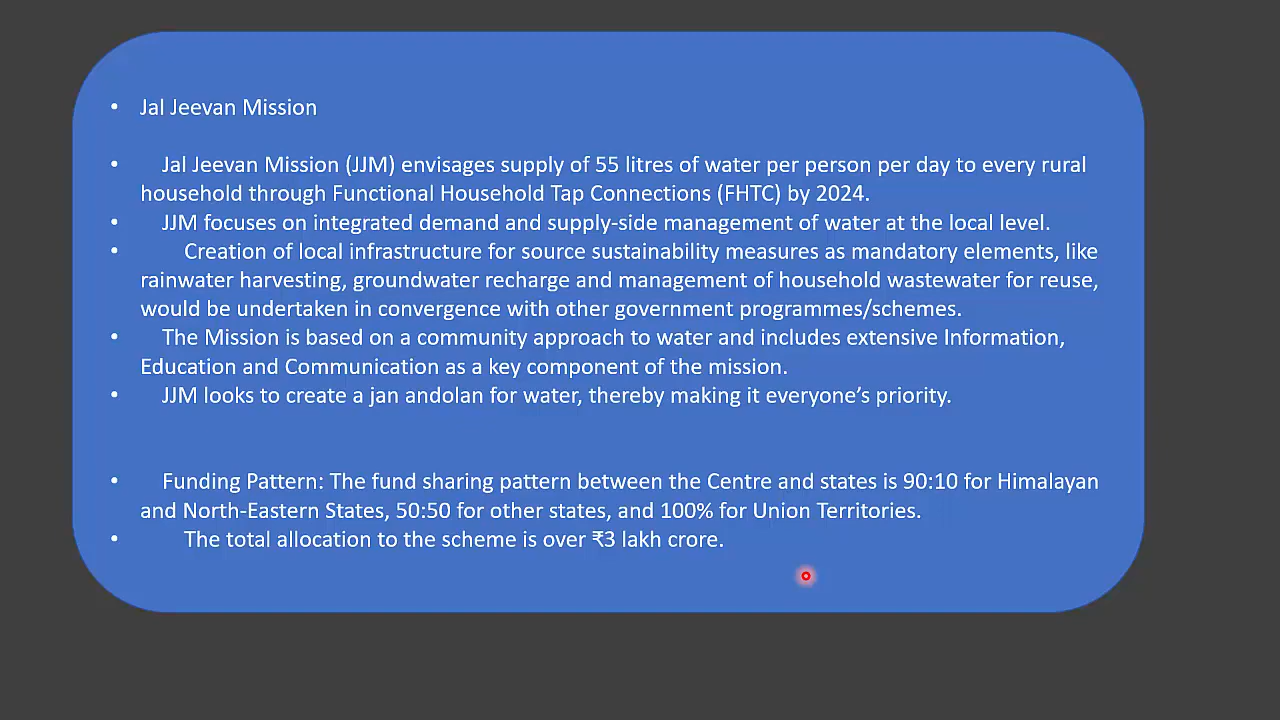 • Jal Jeevan Mission
• Jal Jeevan Mission (JJM) envisages supply of 55 litres of water per person per day to every rural
household through Functional Household Tap Connections (FHTC) by 2024.
• JJM focuses on integrated demand and supply-side management of water at the local level.
• Creation of local infrastructure for source sustainability measures as mandatory elements, like
rainwater harvesting, groundwater recharge and management of household wastewater for reuse,
would be undertaken in convergence with other government programmes/schemes.
• The Mission is based on a community approach to water and includes extensive Information,
Education and Communication as a key component of the mission.
• JJM looks to create a jan andolan for water, thereby making it everyone’s priority.
• Funding Pattern: The fund sharing pattern between the Centre and states is 90:10 for Himalayan
and North-Eastern States, 50:50 for other states, and 100% for Union Territories.
• The total allocation to the scheme is over ₹3 lakh crore.